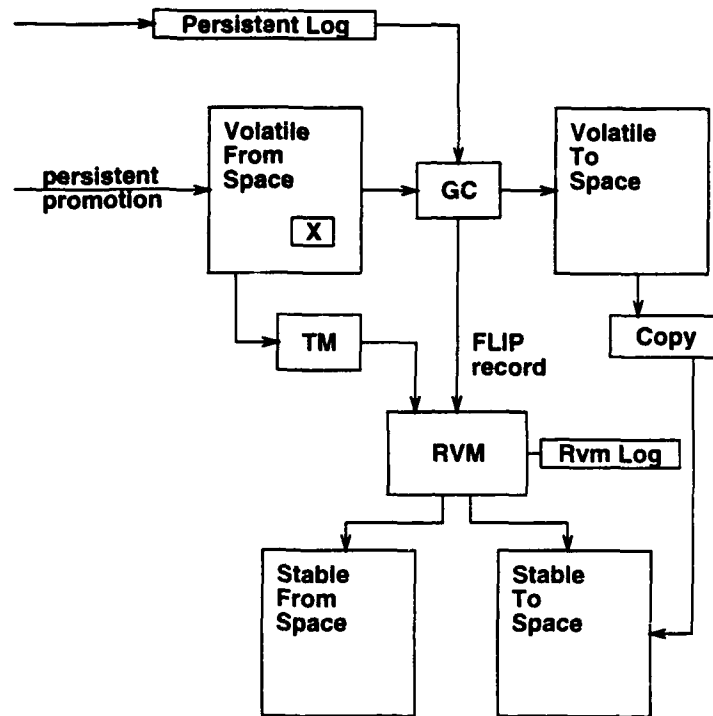 Persistent Log
Volatile
From
Space
Volatile
To
Space
persistent
promotion
GC
X
TM
FLIP
record
Copy
RVM
Rvm Log
Stable
From
Space
Stable
To
Space